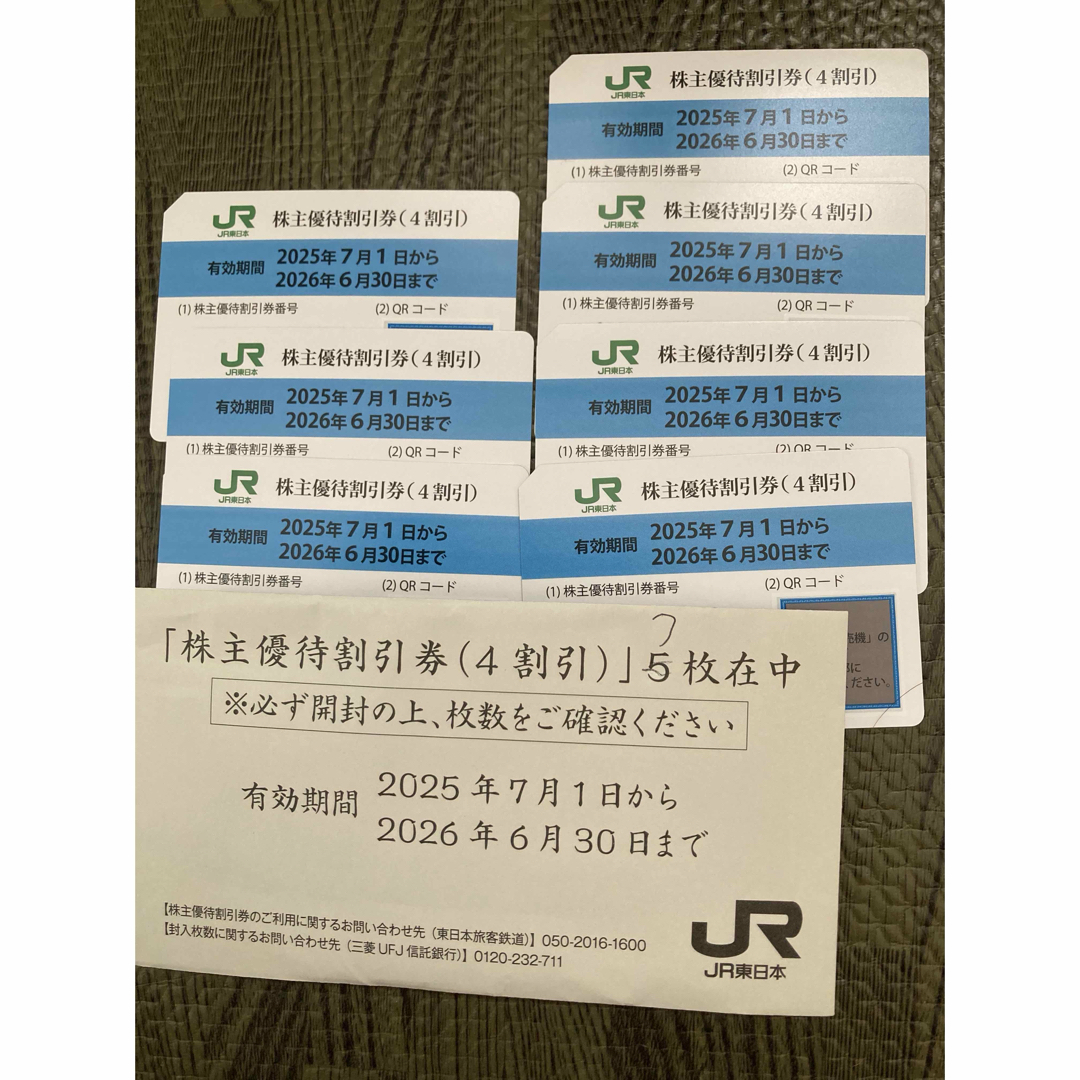 JR 株主優待割引券(4割引)
JR東日本
有効期間 2025年7月1日から
2026年6月30日まで
(1) 株主優待割引券番号 (2) QRコード
JR 株主優待割引券(4割引)
JR東日本
有効期間 2025年7月1日から
2026年6月30日まで
(1) 株主優待割引券番号 (2) QRコード
JR 株主優待割引券(4割引)
JR東日本
有効期間 2025年7月1日から
2026年6月30日まで
(1) 株主優待割引券番号 (2) QRコード
JR 株主優待割引券(4割引)
JR東日本
有効期間 2025年7月1日から
2026年6月30日まで
(1) 株主優待割引券番号 (2) QRコード
JR 株主優待割引券(4割引)
JR東日本
有効期間 2025年7月1日から
2026年6月30日まで
(1) 株主優待割引券番号 (2) QRコード
JR 株主優待割引券(4割引)
JR東日本
有効期間 2025年7月1日から
2026年6月30日まで
(1) 株主優待割引券番号 (2) QRコード
JR 株主優待割引券(4割引)
JR東日本
有効期間 2025年7月1日から
2026年6月30日まで
(1) 株主優待割引券番号 (2) QRコード
売機」の
に
ださい。
7
「株主優待割引券(4割引)」5枚在中
※必ず開封の上、枚数をご確認ください
有効期間 2025年7月1日から
2026年6月30日まで
【株主優待割引券のご利用に関するお問い合わせ先(東日本旅客鉄道)】050-2016-1600
【封入枚数に関するお問い合わせ先(三菱UFJ信託銀行)】0120-232-711
JR
JR東日本